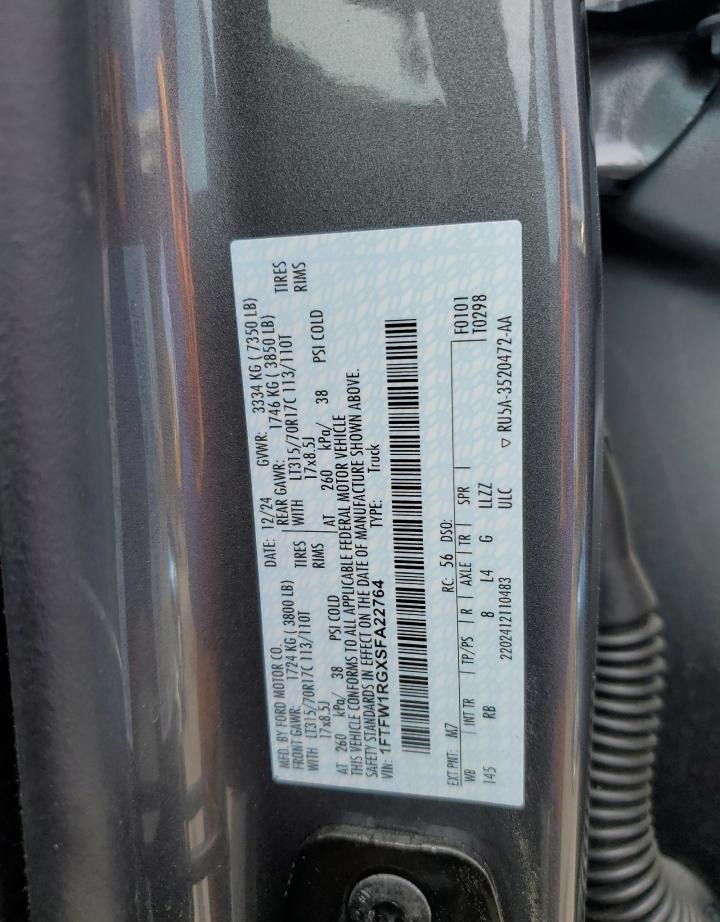 MFD. BY FORD MOTOR CO. DATE: 12/24 GVWR: 3334 KG ( 7350 LB)
FRONT GAWR: 1724 KG ( 3800 LB) REAR GAWR: 1746 KG ( 3850 LB)
WITH LT315/70R17C 113/110T TIRES WITH LT315/70R17C 113/110T TIRES
17x8.5J RIMS 17x8.5J RIMS
AT 260 kPa/ 38 PSI COLD AT 260 kPa/ 38 PSI COLD
THIS VEHICLE CONFORMS TO ALL APPLICABLE FEDERAL MOTOR VEHICLE
SAFETY STANDARDS IN EFFECT ON THE DATE OF MANUFACTURE SHOWN ABOVE.
VIN: 1FTFW1RGXSFA22764 TYPE: Truck
EXT PNT: M7 RC: 56 DSO: F0101
WB | INT TR | TP/PS | R | AXLE | TR | SPR | T0298
145 RB 8 L4 G LLZZ
2202412110483 ULC ▽ RU5A-3520472-AA